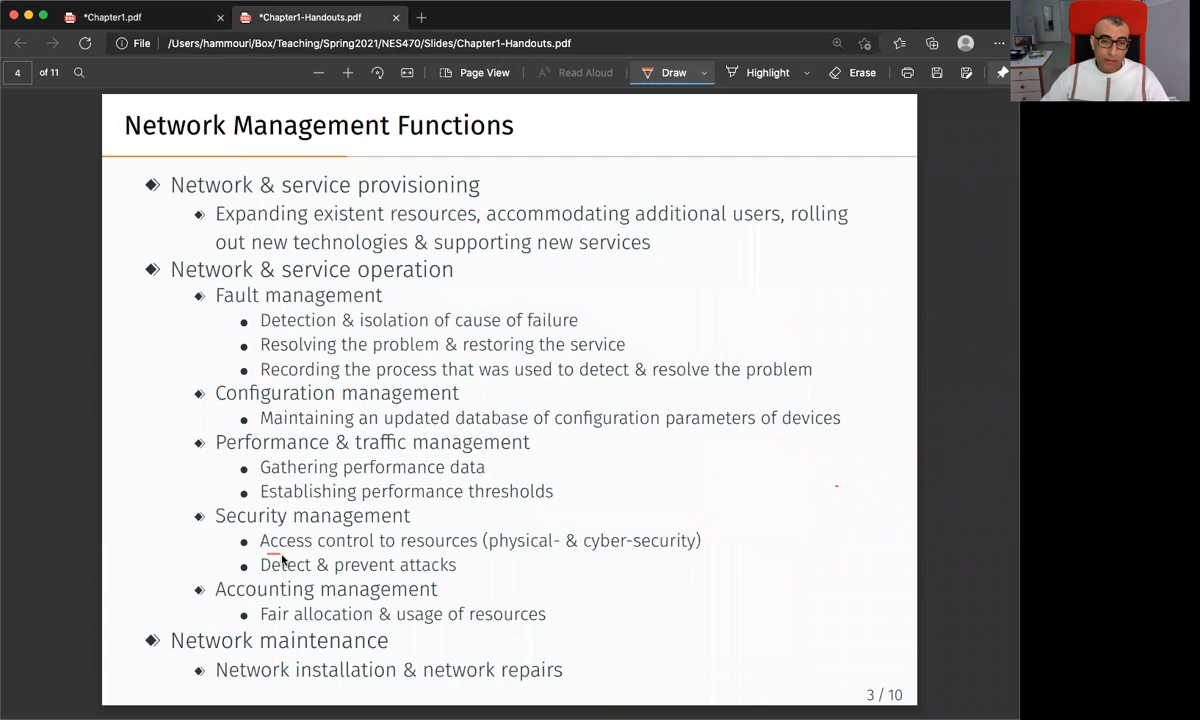 *Chapter1.pdf
*Chapter1-Handouts.pdf
File /Users/hammouri/Box/Teaching/Spring2021/NES470/Slides/Chapter1-Handouts.pdf
4 of 11 Page View Read Aloud Draw Highlight Erase
Network Management Functions
Network & service provisioning
Expanding existent resources, accommodating additional users, rolling
out new technologies & supporting new services
Network & service operation
Fault management
Detection & isolation of cause of failure
Resolving the problem & restoring the service
Recording the process that was used to detect & resolve the problem
Configuration management
Maintaining an updated database of configuration parameters of devices
Performance & traffic management
Gathering performance data
Establishing performance thresholds
Security management
Access control to resources (physical- & cyber-security)
Detect & prevent attacks
Accounting management
Fair allocation & usage of resources
Network maintenance
Network installation & network repairs
3 / 10